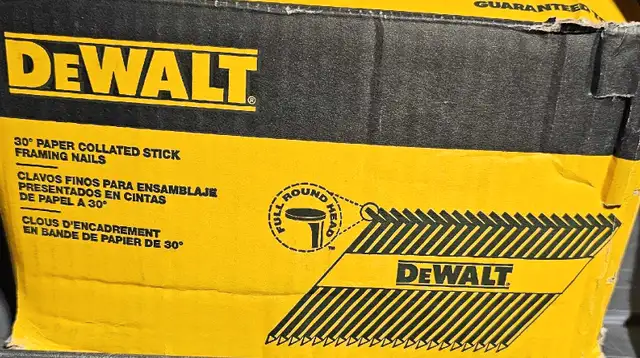 GUARANTEED
DEWALT®
30° PAPER COLLATED STICK
FRAMING NAILS
CLAVOS FINOS PARA ENSAMBLAJE
PRESENTADOS EN CINTAS
DE PAPEL A 30°
CLOUS D'ENCADREMENT
EN BANDE DE PAPIER DE 30°
FULL ROUND HEAD
TM
DEWALT